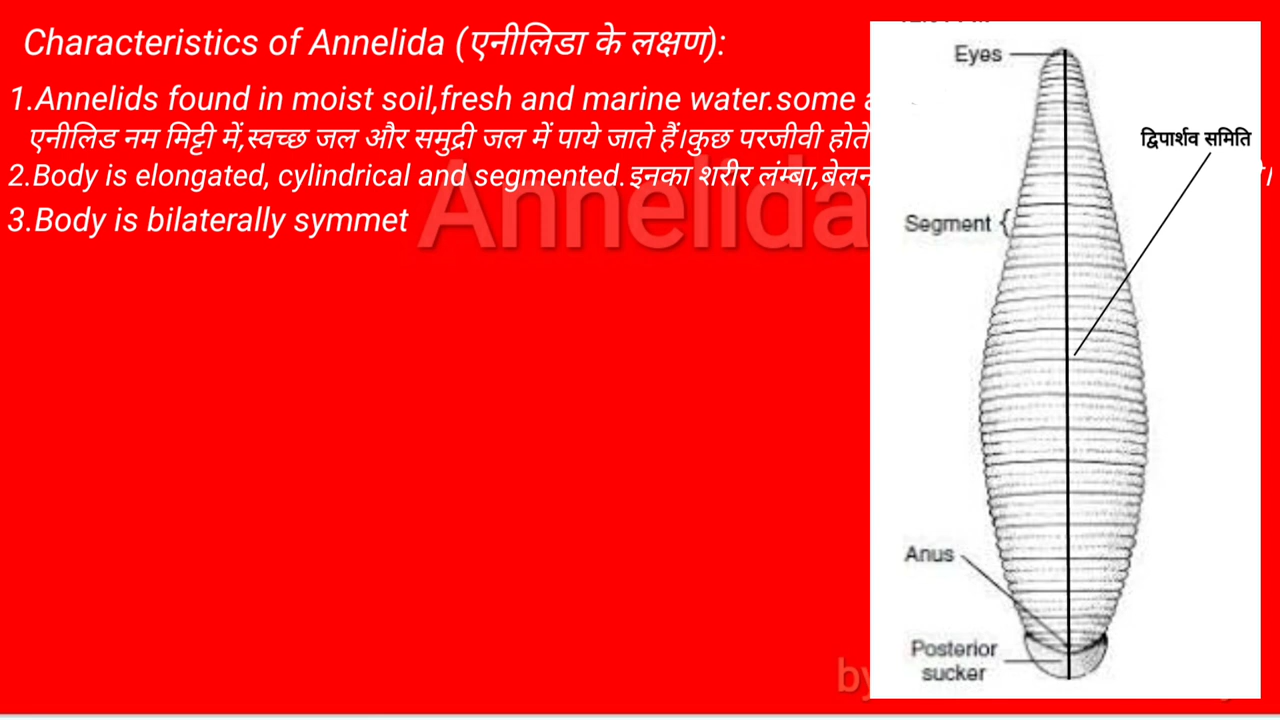 Characteristics of Annelida (एनीलिडा के लक्षण):
1.Annelids found in moist soil,fresh and marine water.some
एनीलिड नम मिट्टी में,स्वच्छ जल और समुद्री जल में पाये जाते हैं।कुछ परजीवी होते
2.Body is elongated, cylindrical and segmented.इनका शरीर लंम्बा,
3.Body is bilaterally symmet
Annelida
by
Eyes
द्विपार्शव समिति
Segment {
Anus
Posterior
sucker